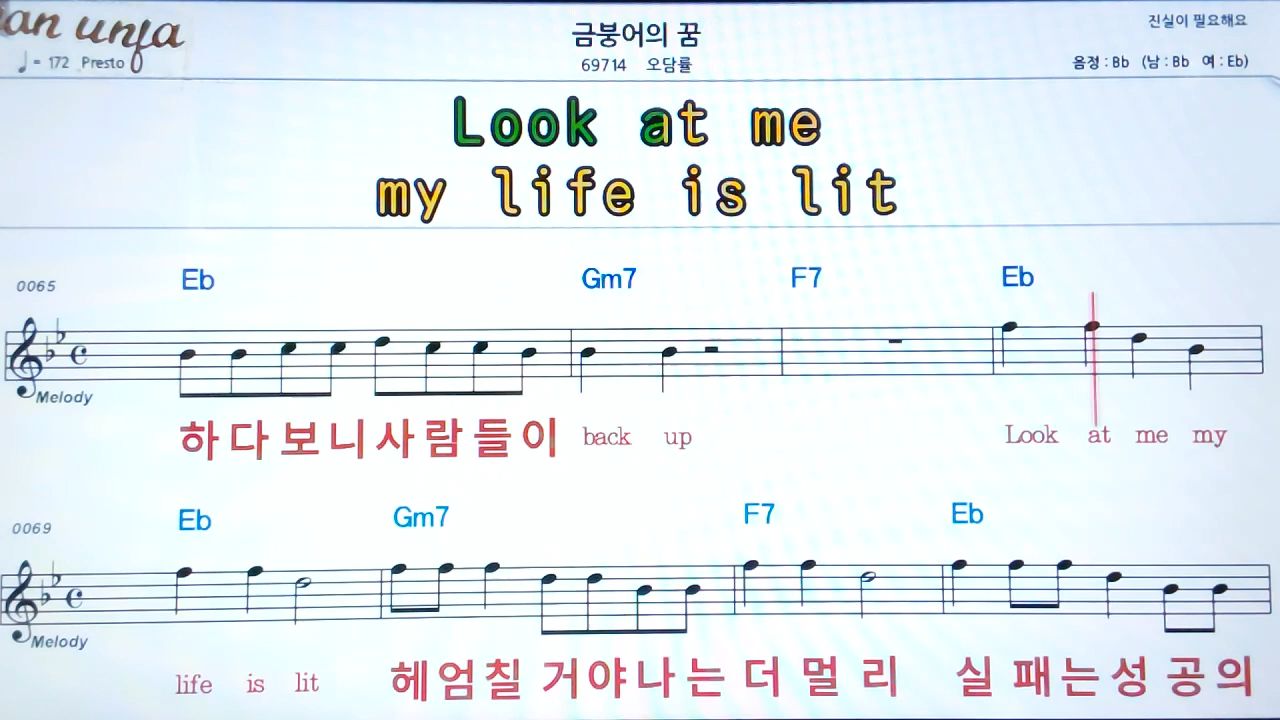 an unfa
금붕어의 꿈
진실이 필요해요
♩= 172 Presto
69714 오담률
음정 : Bb (남 : Bb 여 : Eb)
Look at me
my life is lit
0065 Eb Gm7 F7 Eb
Melody
하다보니사람들이 back up Look at me my
0069 Eb Gm7 F7 Eb
Melody
life is lit 헤엄칠 거야나는 더 멀 리 실 패는성 공의